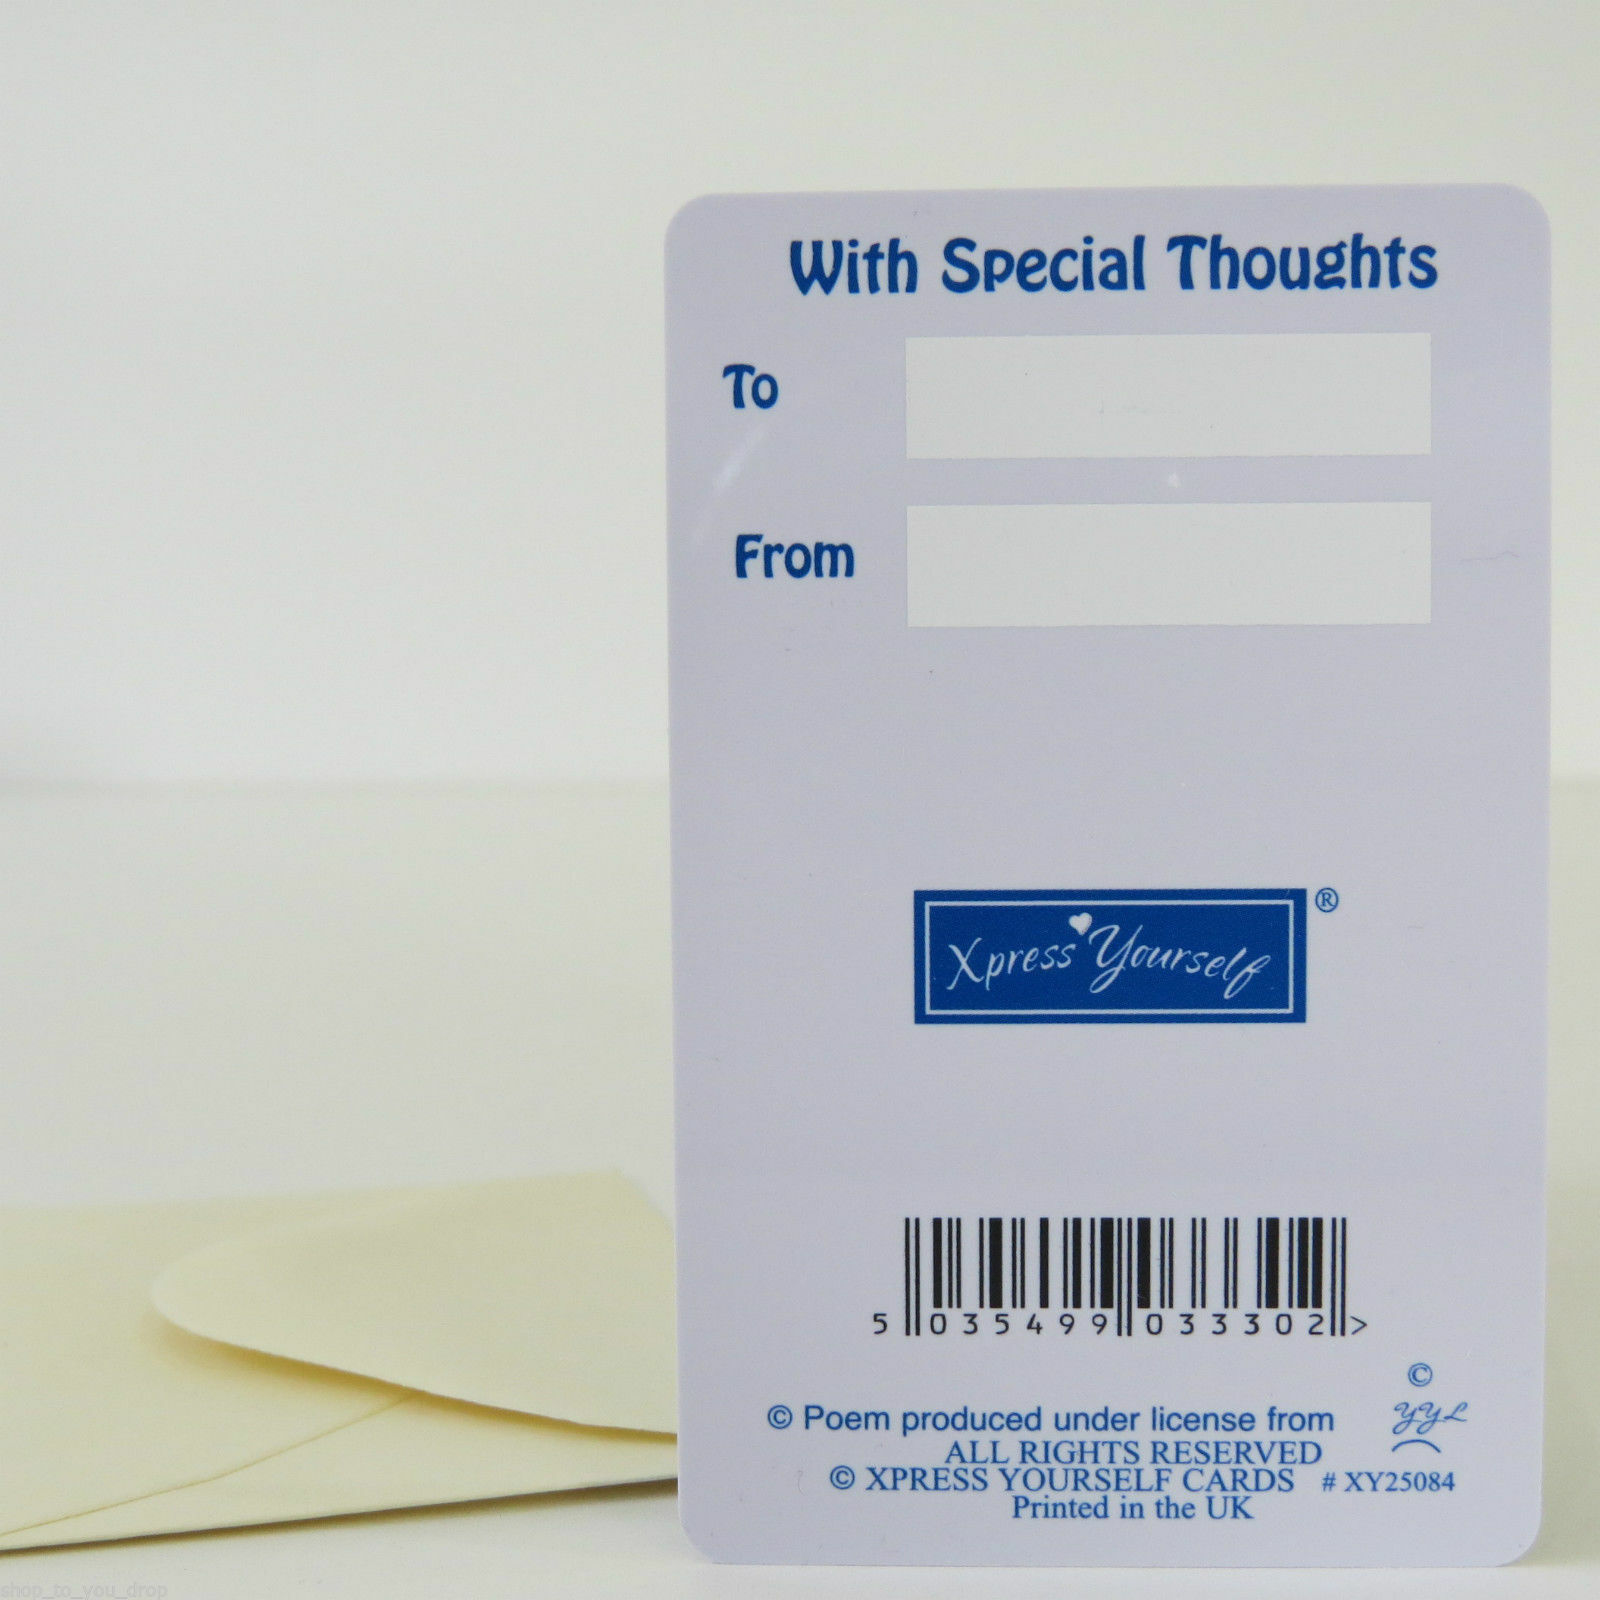 With Special Thoughts
To
From
Xpress Yourself ®
5 035499 033302 >
©
© Poem produced under license from YYL
ALL RIGHTS RESERVED
© XPRESS YOURSELF CARDS # XY25084
Printed in the UK
shop_to_you_drop